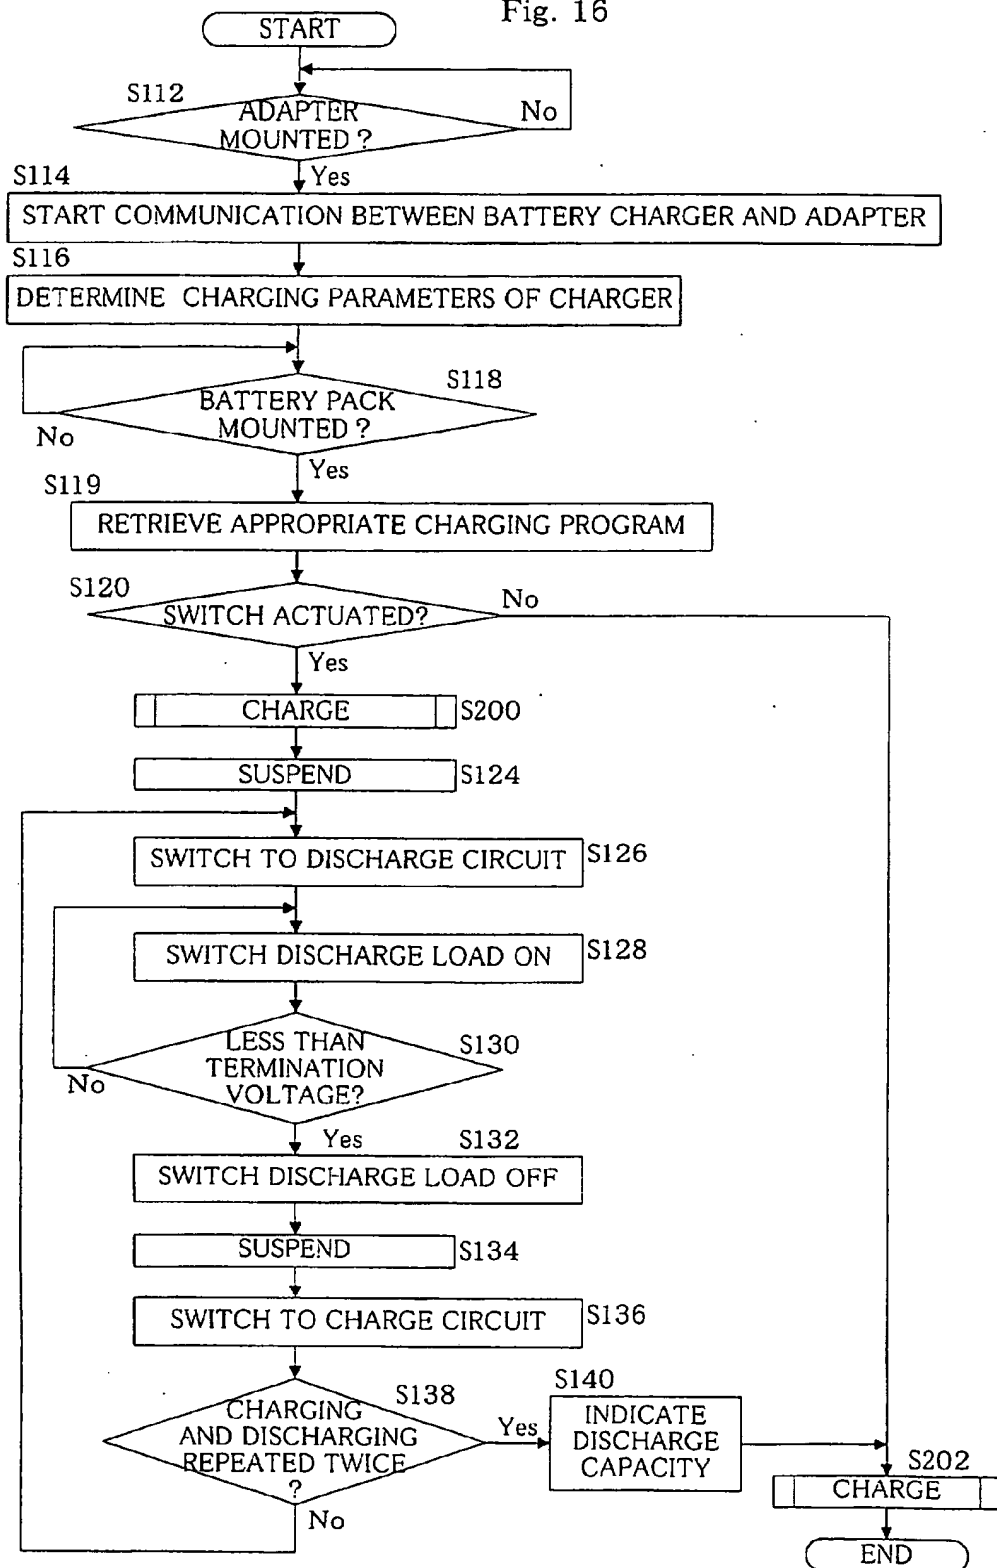 Fig. 16
START
S112
ADAPTER
MOUNTED ?
No
Yes
S114
START COMMUNICATION BETWEEN BATTERY CHARGER AND ADAPTER
S116
DETERMINE CHARGING PARAMETERS OF CHARGER
S118
BATTERY PACK
MOUNTED ?
No
Yes
S119
RETRIEVE APPROPRIATE CHARGING PROGRAM
S120
SWITCH ACTUATED?
No
Yes
CHARGE
S200
SUSPEND
S124
SWITCH TO DISCHARGE CIRCUIT
S126
SWITCH DISCHARGE LOAD ON
S128
LESS THAN
TERMINATION
VOLTAGE?
S130
No
Yes
S132
SWITCH DISCHARGE LOAD OFF
SUSPEND
S134
SWITCH TO CHARGE CIRCUIT
S136
S138
CHARGING
AND DISCHARGING
REPEATED TWICE
?
Yes
No
S140
INDICATE
DISCHARGE
CAPACITY
S202
CHARGE
END